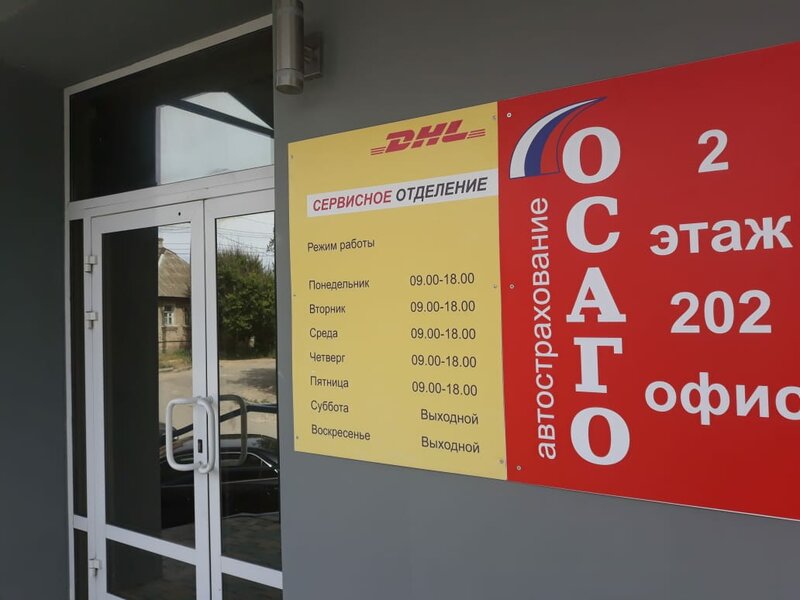 DHL
СЕРВИСНОЕ ОТДЕЛЕНИЕ
Режим работы
Понедельник 09.00-18.00
Вторник 09.00-18.00
Среда 09.00-18.00
Четверг 09.00-18.00
Пятница 09.00-18.00
Суббота Выходной
Воскресенье Выходной
автострахование
ОСАГО
2
этаж
202
офис